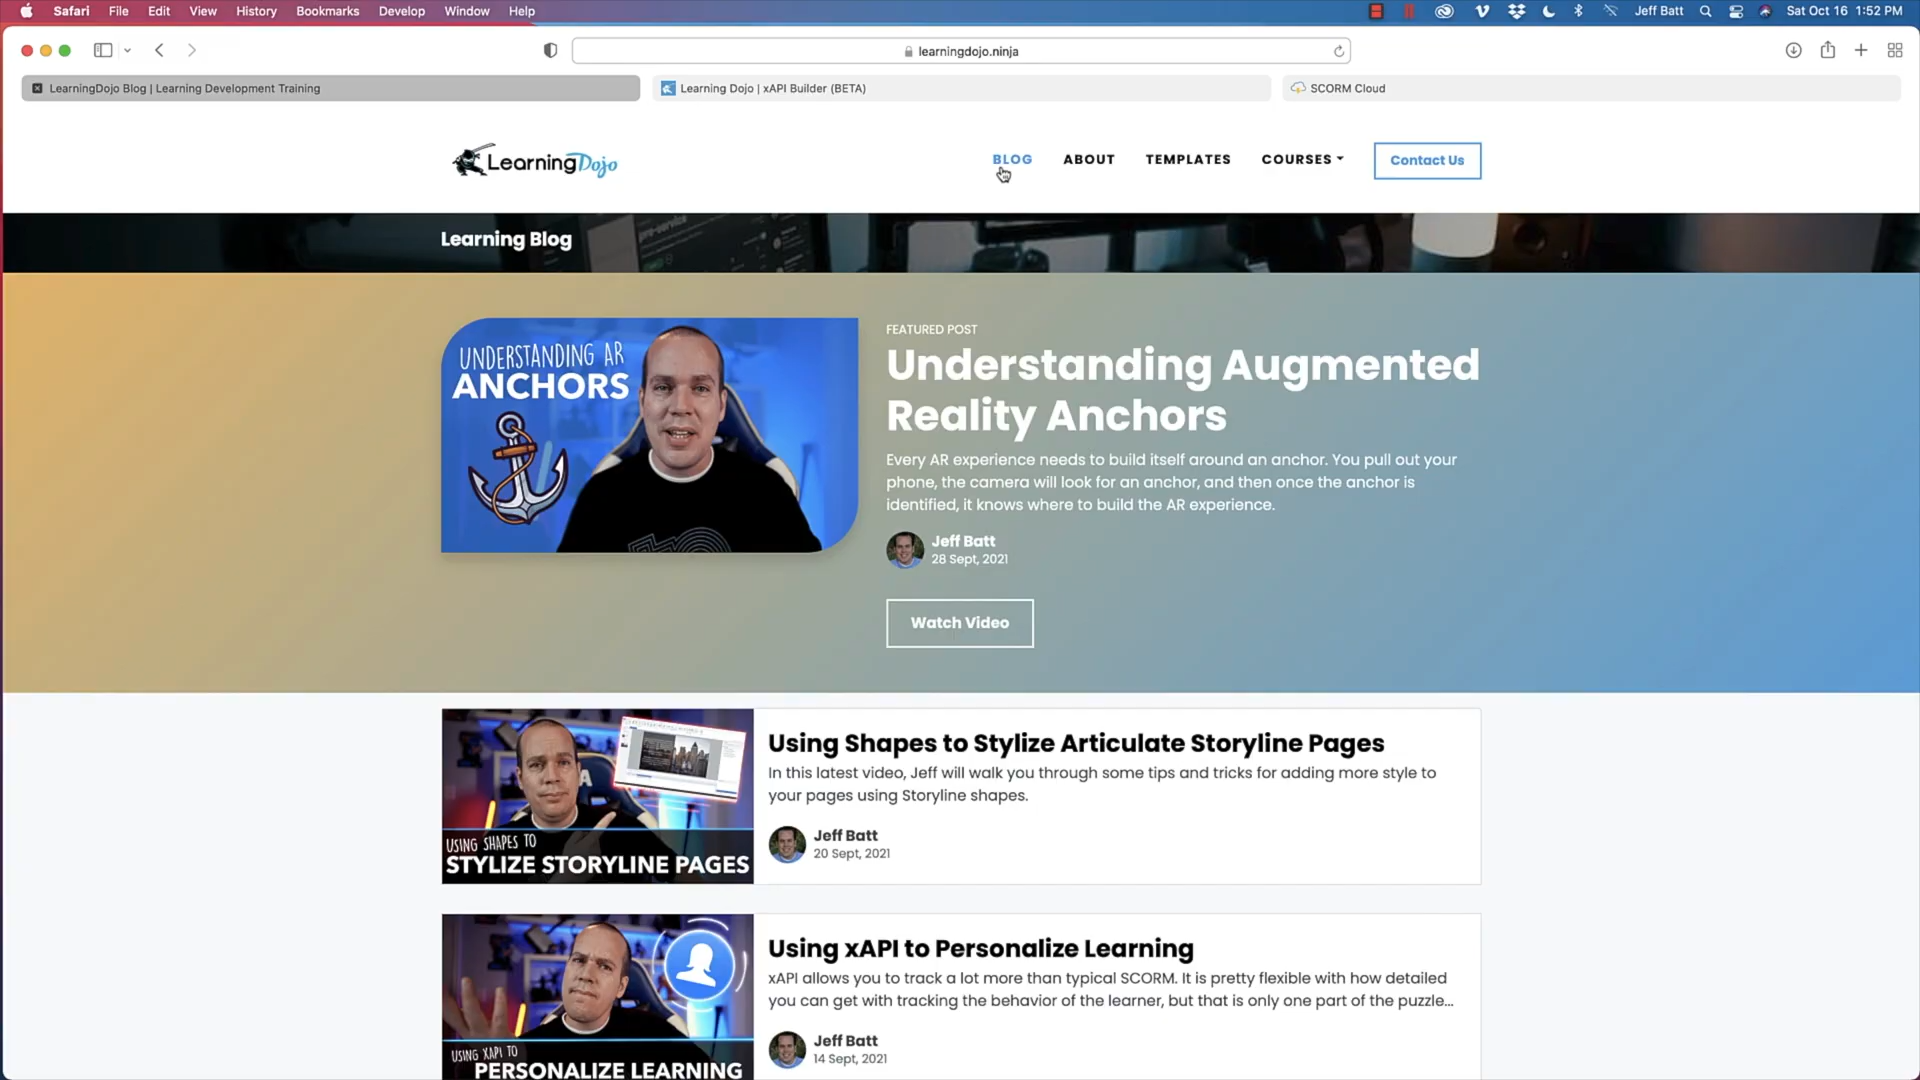 Safari File Edit View History Bookmarks Develop Window Help Jeff Batt Sat Oct 16 1:52 PM
learningdojo.ninja
LearningDojo Blog | Learning Development Training
Learning Dojo | xAPI Builder (BETA)
SCORM Cloud
LearningDojo
BLOG ABOUT TEMPLATES COURSES Contact Us
Learning Blog
UNDERSTANDING AR
ANCHORS
FEATURED POST
Understanding Augmented
Reality Anchors
Every AR experience needs to build itself around an anchor. You pull out your
phone, the camera will look for an anchor, and then once the anchor is
identified, it knows where to build the AR experience.
Jeff Batt
28 Sept, 2021
Watch Video
USING SHAPES TO
STYLIZE STORYLINE PAGES
Using Shapes to Stylize Articulate Storyline Pages
In this latest video, Jeff will walk you through some tips and tricks for adding more style to
your pages using Storyline shapes.
Jeff Batt
20 Sept, 2021
USING XAPI TO
PERSONALIZE LEARNING
Using xAPI to Personalize Learning
xAPI allows you to track a lot more than typical SCORM. It is pretty flexible with how detailed
you can get with tracking the behavior of the learner, but that is only one part of the puzzle...
Jeff Batt
14 Sept, 2021